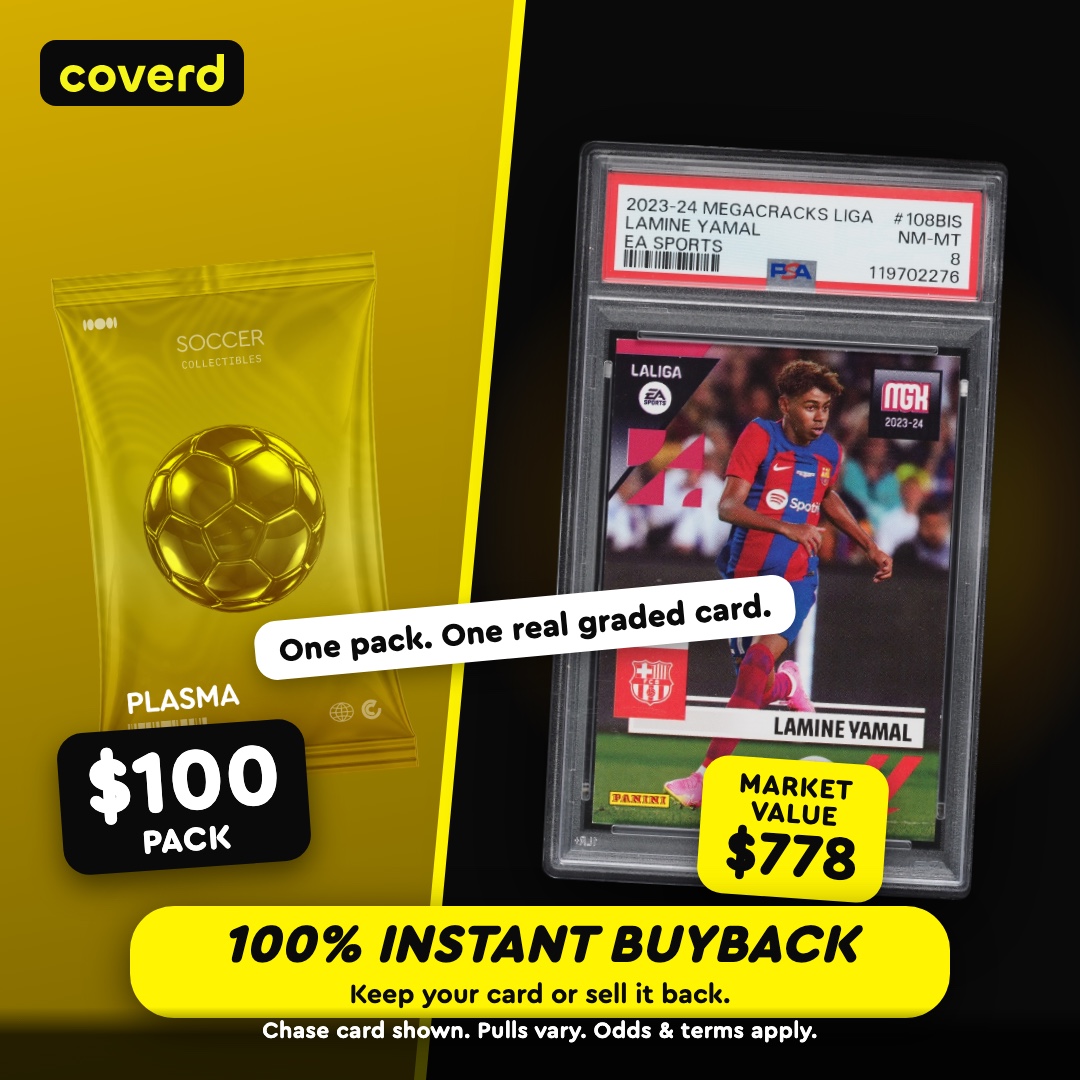 coverd
2023-24 MEGACRACKS LIGA #108BIS
LAMINE YAMAL NM-MT
EA SPORTS 8
PSA 119702276
SOCCER
COLLECTIBLES
LALIGA
EA
SPORTS
MGK
2023-24
Spoti
One pack. One real graded card.
PLASMA
$100
PACK
FCB
LAMINE YAMAL
PANINI
MARKET
VALUE
$778
100% INSTANT BUYBACK
Keep your card or sell it back.
Chase card shown. Pulls vary. Odds & terms apply.